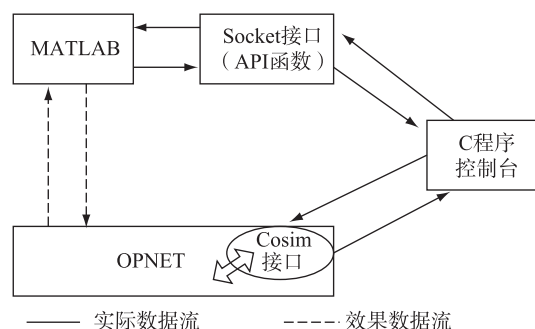 MATLAB
Socket接口
（API函数）
C程序
控制台
Cosim
接口
OPNET
实际数据流
效果数据流